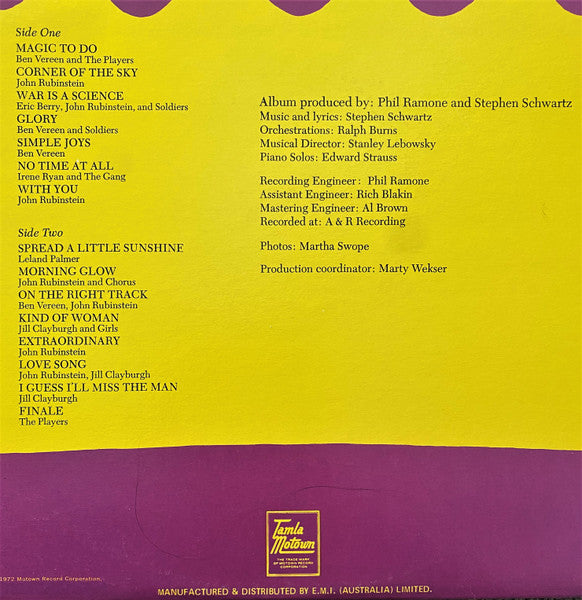 Side One
MAGIC TO DO
Ben Vereen and The Players
CORNER OF THE SKY
John Rubinstein
WAR IS A SCIENCE
Eric Berry, John Rubinstein, and Soldiers
GLORY
Ben Vereen and Soldiers
SIMPLE JOYS
Ben Vereen
NO TIME AT ALL
Irene Ryan and The Gang
WITH YOU
John Rubinstein
Side Two
SPREAD A LITTLE SUNSHINE
Leland Palmer
MORNING GLOW
John Rubinstein and Chorus
ON THE RIGHT TRACK
Ben Vereen, John Rubinstein
KIND OF WOMAN
Jill Clayburgh and Girls
EXTRAORDINARY
John Rubinstein
LOVE SONG
John Rubinstein, Jill Clayburgh
I GUESS I'LL MISS THE MAN
Jill Clayburgh
FINALE
The Players
Album produced by: Phil Ramone and Stephen Schwartz
Music and lyrics: Stephen Schwartz
Orchestrations: Ralph Burns
Musical Director: Stanley Lebowsky
Piano Solos: Edward Strauss
Recording Engineer: Phil Ramone
Assistant Engineer: Rich Blakin
Mastering Engineer: Al Brown
Recorded at: A & R Recording
Photos: Martha Swope
Production coordinator: Marty Wekser
Tamla
Motown
THE TRADE MARK
OF MOTOWN RECORD
CORPORATION
1972 Motown Record Corporation.
MANUFACTURED & DISTRIBUTED BY E.M.I. (AUSTRALIA) LIMITED.